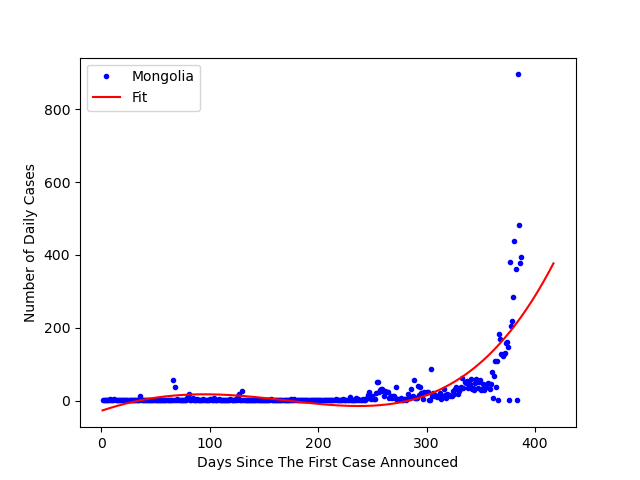 Mongolia
Fit
800
600
400
200
0
Number of Daily Cases
0 100 200 300 400
Days Since The First Case Announced